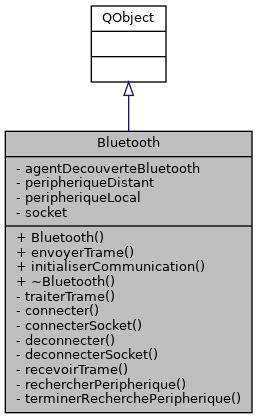 QObject
Bluetooth
- agentDecouverteBluetooth
- peripheriqueDistant
- peripheriqueLocal
- socket
+ Bluetooth()
+ envoyerTrame()
+ initialiserCommunication()
+ ~Bluetooth()
- traiterTrame()
- connecter()
- connecterSocket()
- deconnecter()
- deconnecterSocket()
- recevoirTrame()
- rechercherPeripherique()
- terminerRecherchePeripherique()